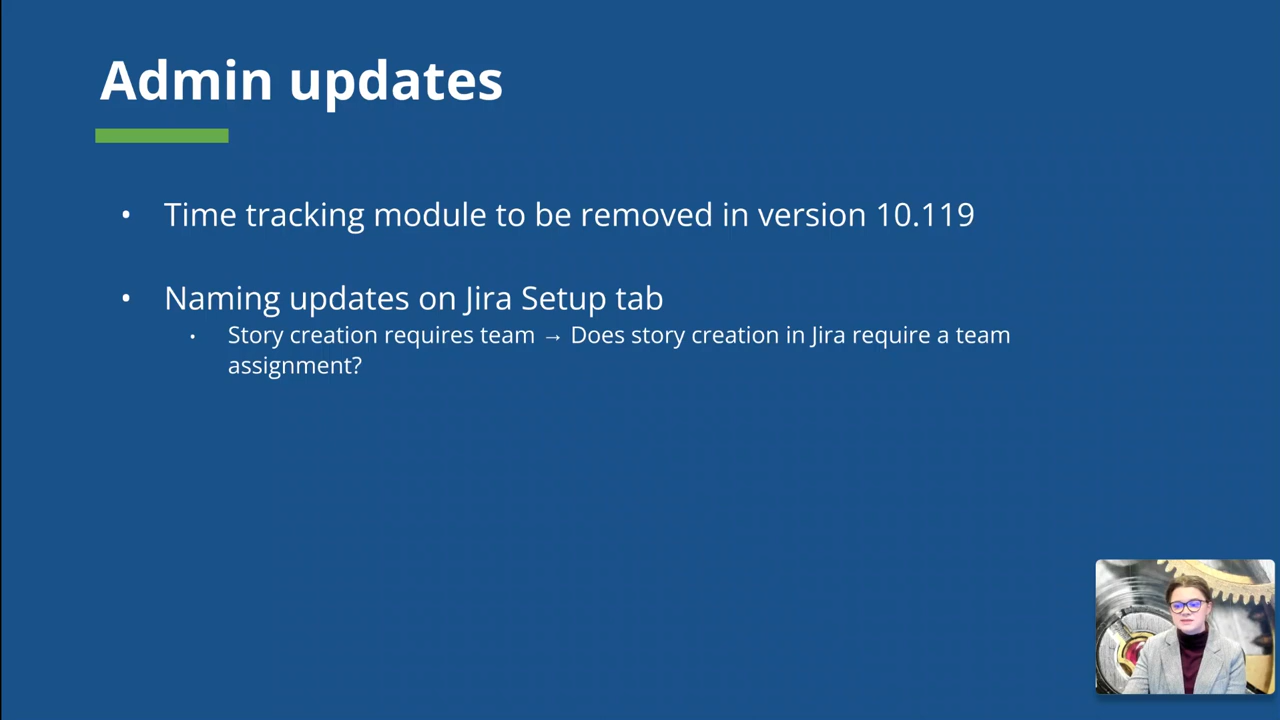 Admin updates
• Time tracking module to be removed in version 10.119
• Naming updates on Jira Setup tab
• Story creation requires team → Does story creation in Jira require a team
assignment?